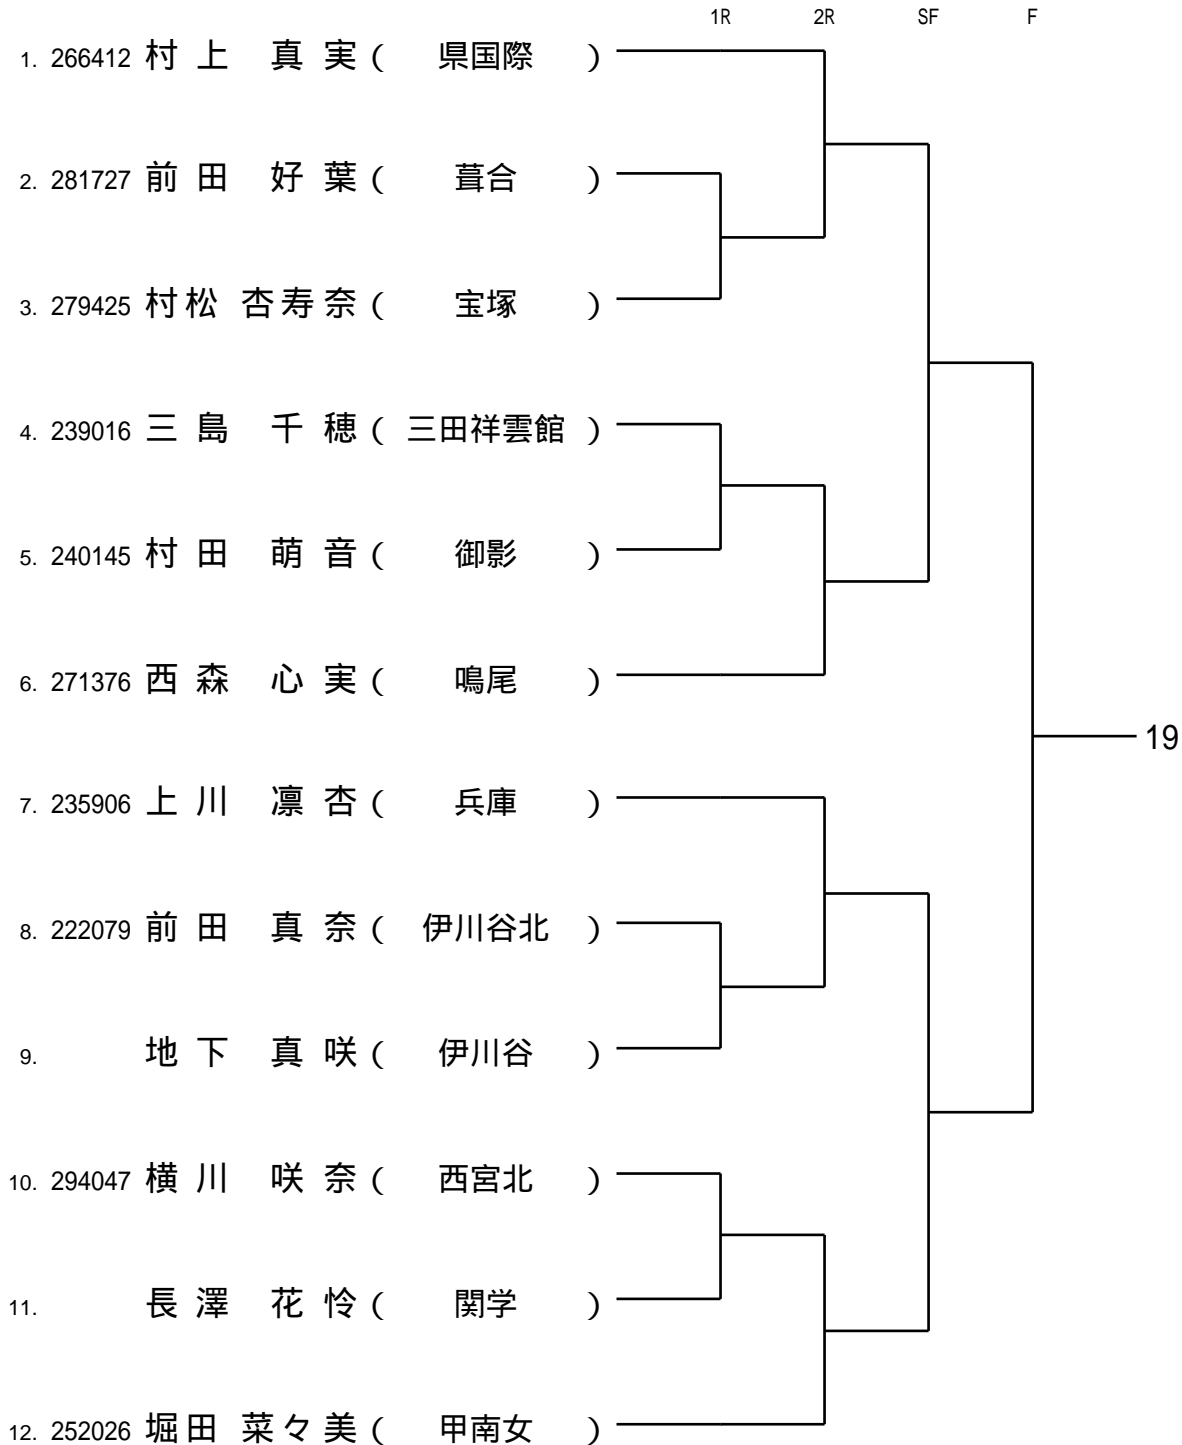 1R 2R SF F
1. 266412 村上 真実 ( 県国際 )
2. 281727 前田 好葉 ( 葺合 )
3. 279425 村松 杏寿奈 ( 宝塚 )
4. 239016 三島 千穂 ( 三田祥雲館 )
5. 240145 村田 萌音 ( 御影 )
6. 271376 西森 心実 ( 鳴尾 )
19
7. 235906 上川 凛杏 ( 兵庫 )
8. 222079 前田 真奈 ( 伊川谷北 )
9. 地下 真咲 ( 伊川谷 )
10. 294047 横川 咲奈 ( 西宮北 )
11. 長澤 花怜 ( 関学 )
12. 252026 堀田 菜々美 ( 甲南女 )